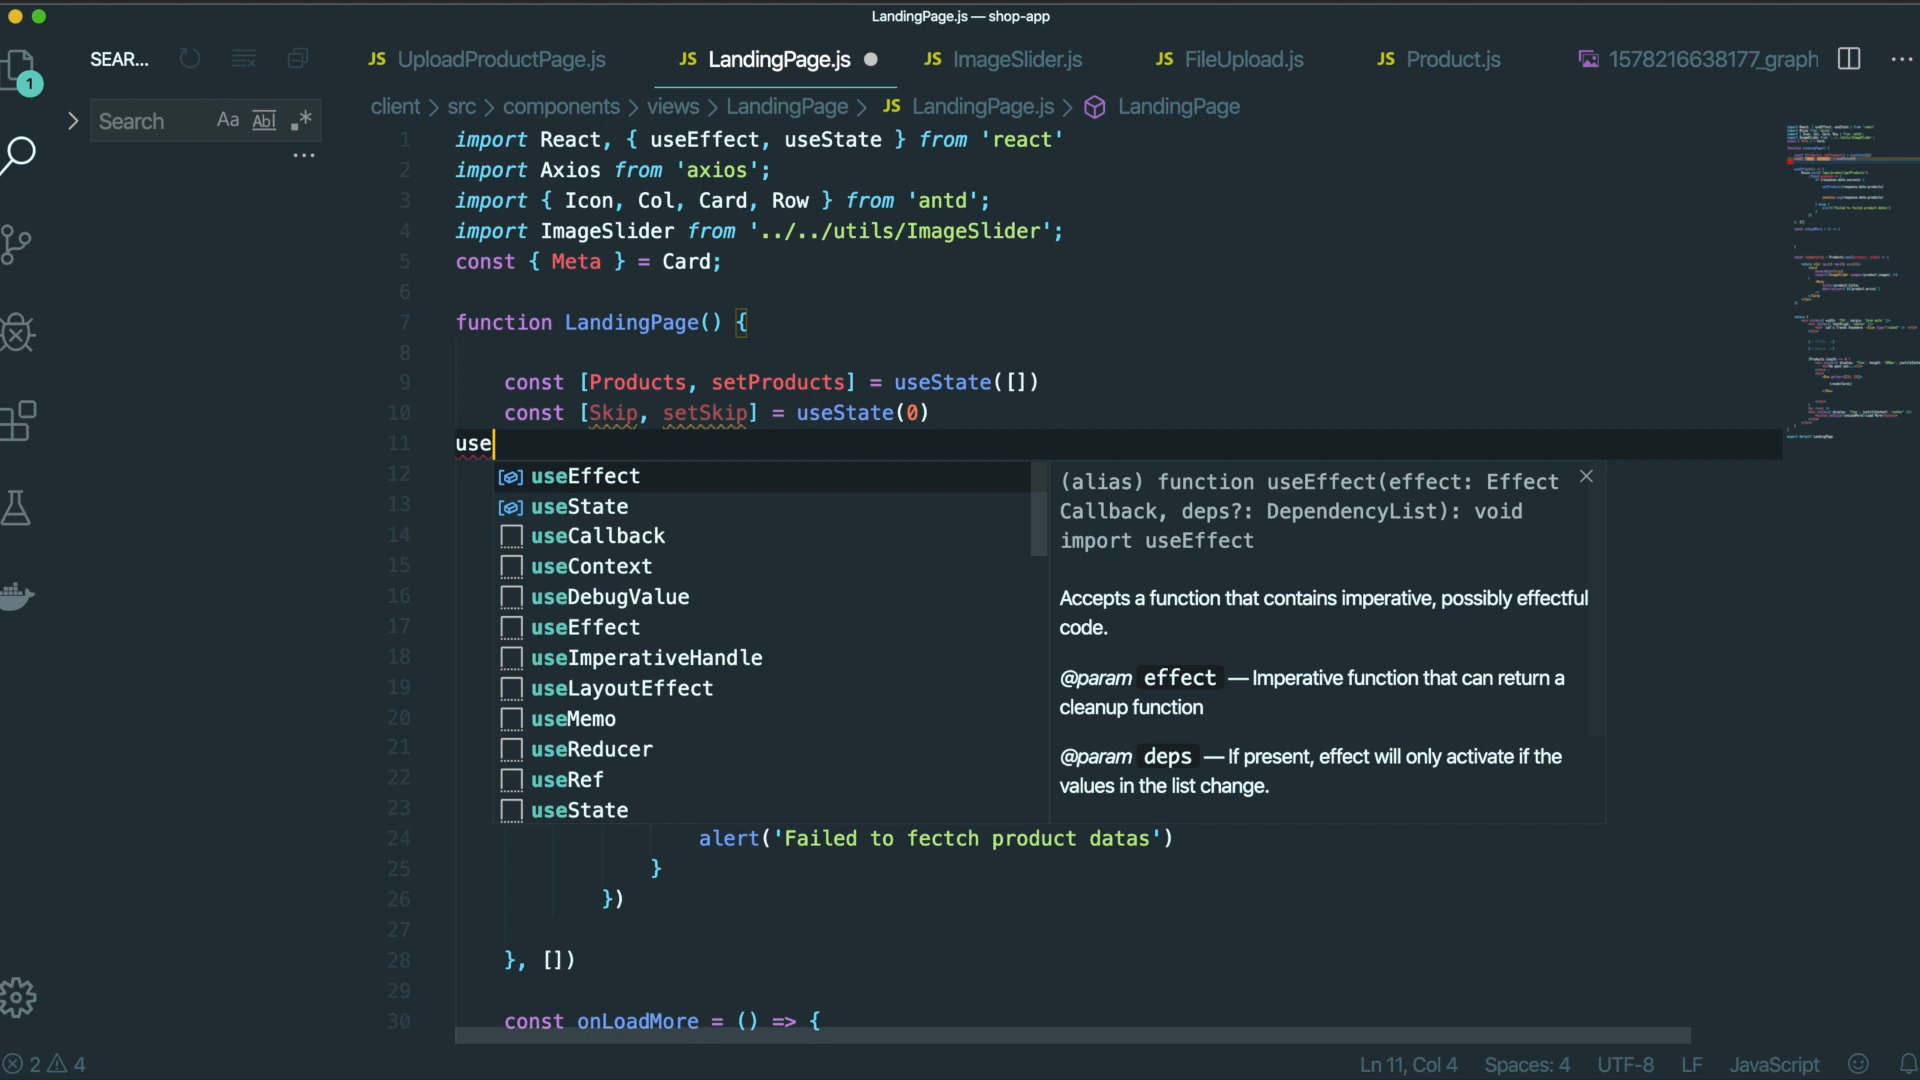 LandingPage.js — shop-app
SEAR...
JS UploadProductPage.js
JS LandingPage.js
JS ImageSlider.js
JS FileUpload.js
JS Product.js
1578216638177_graph
1
Search Aa Abl .*
client > src > components > views > LandingPage > JS LandingPage.js > LandingPage
1 import React, { useEffect, useState } from 'react'
2 import Axios from 'axios';
3 import { Icon, Col, Card, Row } from 'antd';
4 import ImageSlider from '../../utils/ImageSlider';
5 const { Meta } = Card;
6
7 function LandingPage() {
8
9 const [Products, setProducts] = useState([])
10 const [Skip, setSkip] = useState(0)
11 use
12
13
14
15
16
17
18
19
20
21
22
23
useEffect
useState
useCallback
useContext
useDebugValue
useEffect
useImperativeHandle
useLayoutEffect
useMemo
useReducer
useRef
useState
(alias) function useEffect(effect: Effect
Callback, deps?: DependencyList): void
import useEffect
Accepts a function that contains imperative, possibly effectful
code.
@param effect — Imperative function that can return a
cleanup function
@param deps — If present, effect will only activate if the
values in the list change.
24 alert('Failed to fectch product datas')
25 }
26 })
27
28 }, [])
29
30 const onLoadMore = () => {
2 4
Ln 11, Col 4 Spaces: 4 UTF-8 LF JavaScript